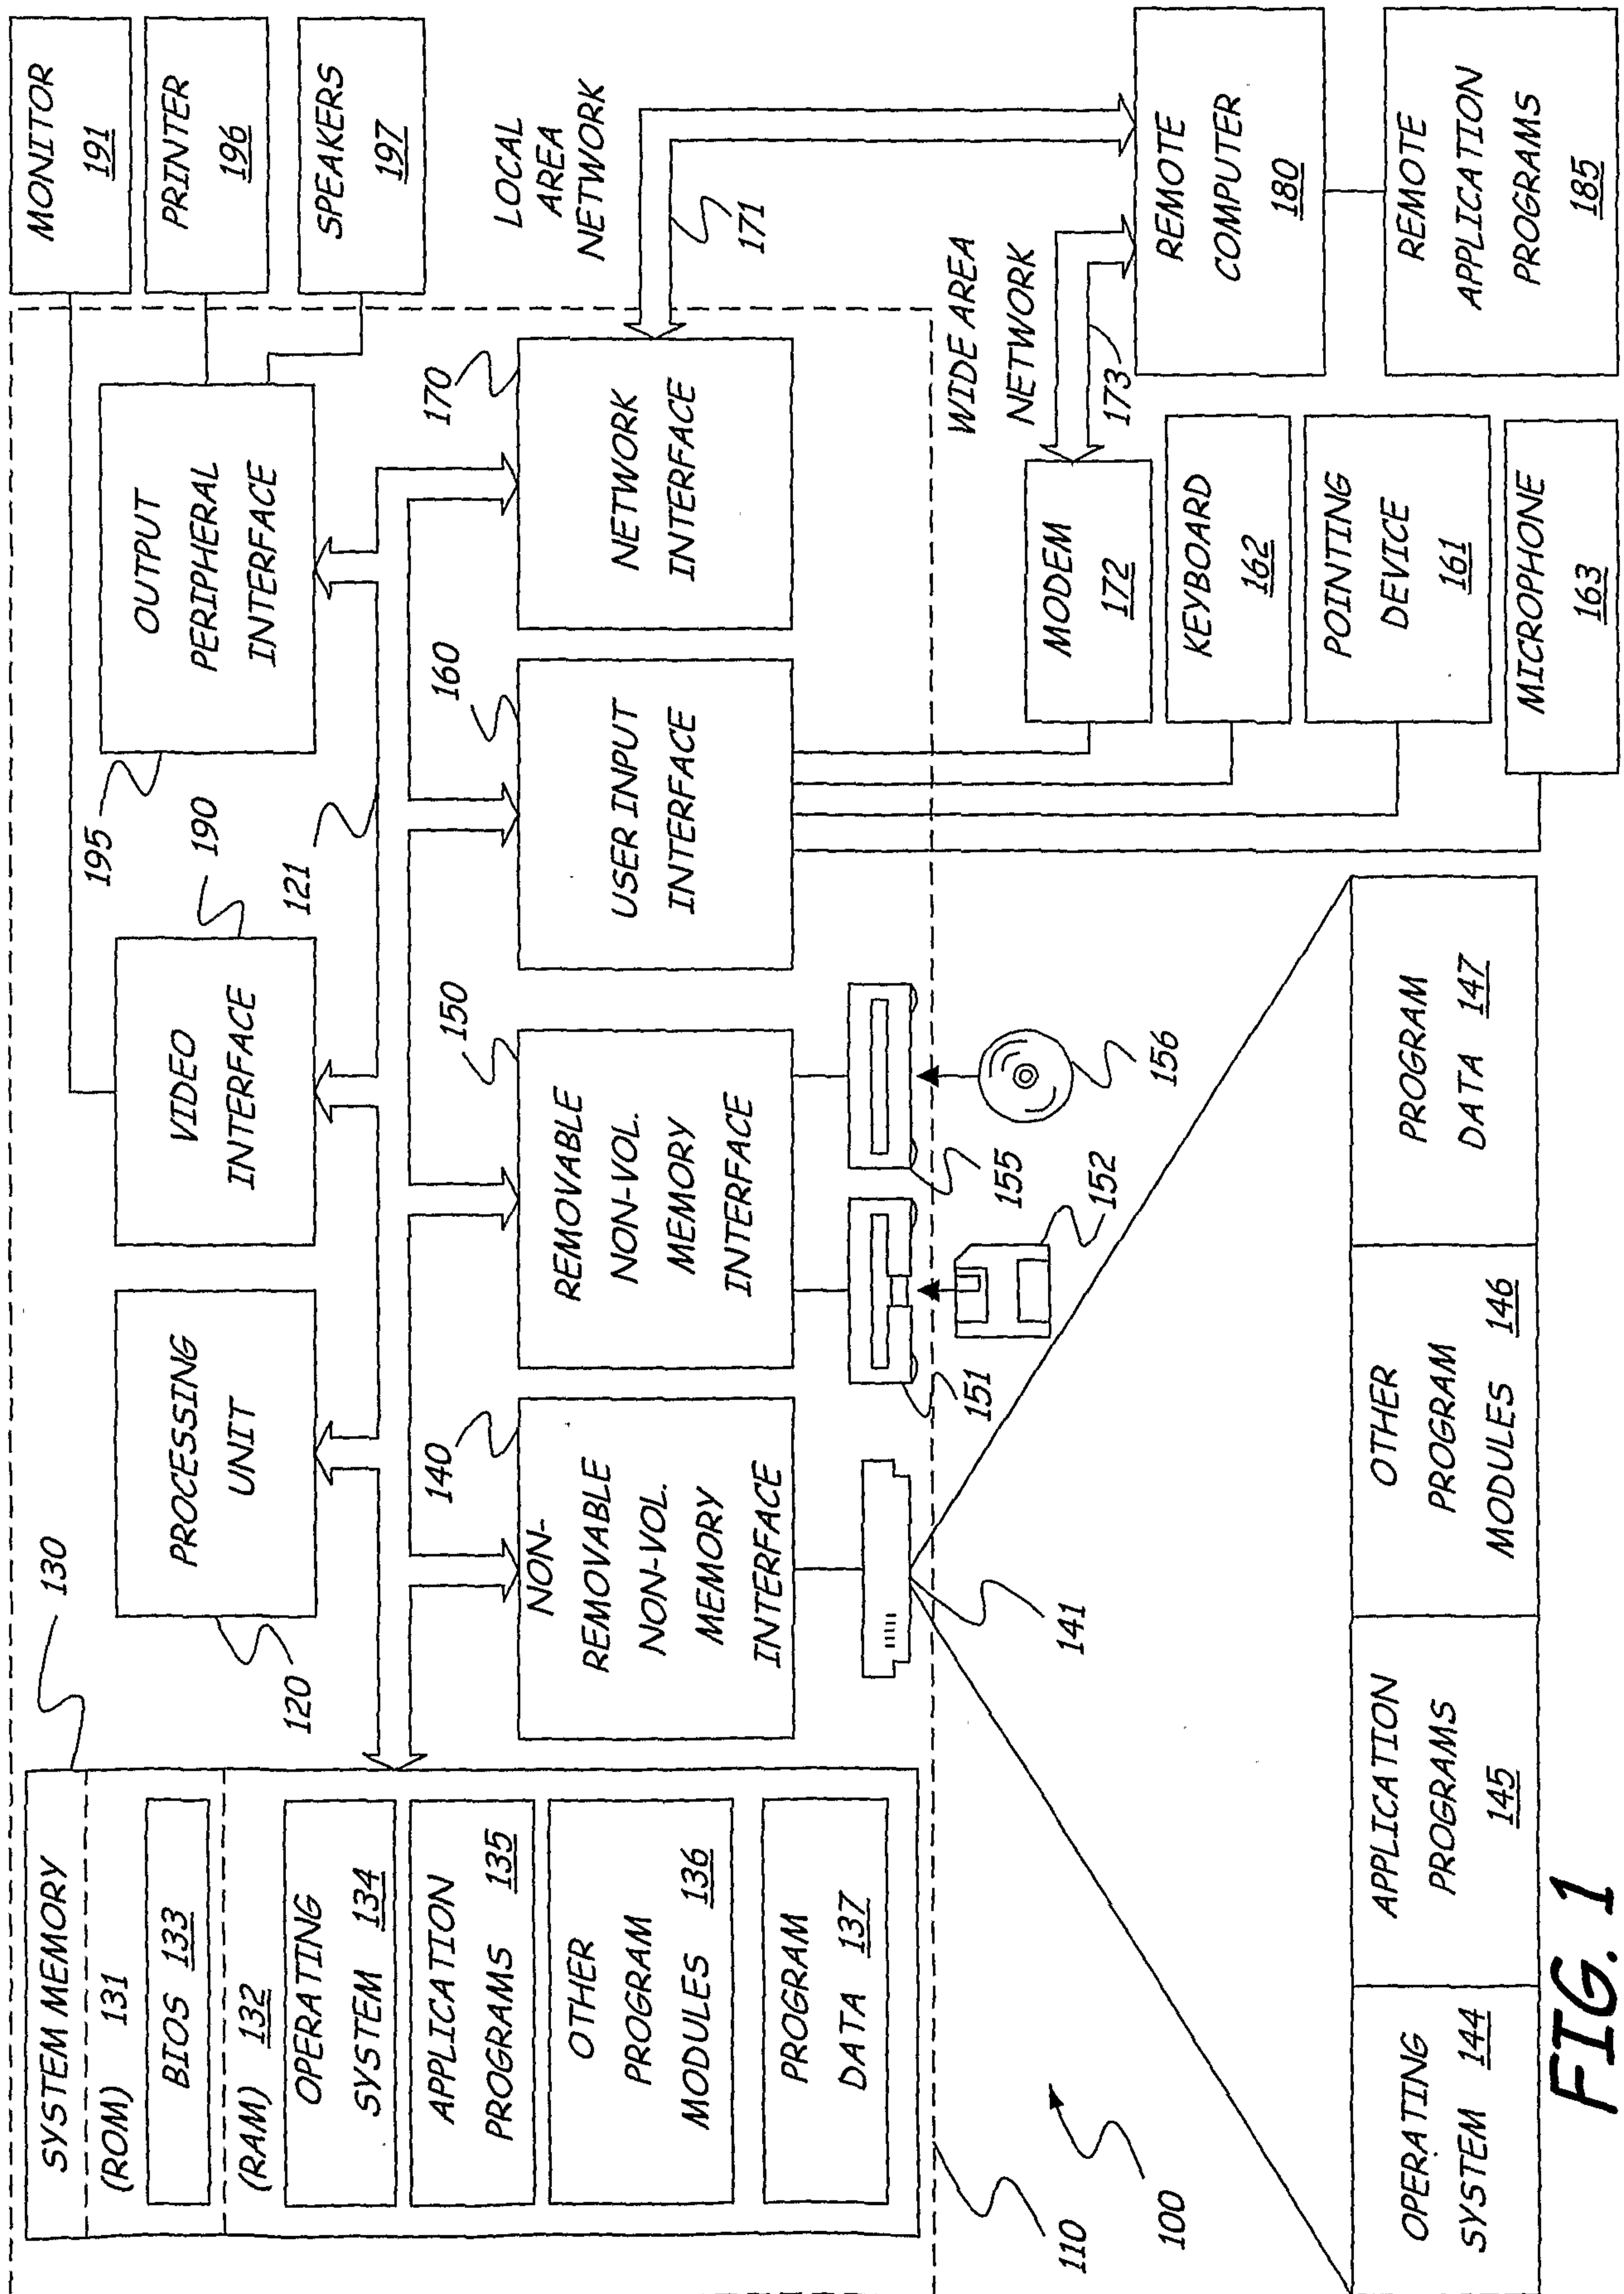 SYSTEM MEMORY
(ROM) 131
BIOS 133
(RAM) 132
OPERATING
SYSTEM 134
APPLICATION
PROGRAMS 135
OTHER
PROGRAM
MODULES 136
PROGRAM
DATA 137
130
PROCESSING
UNIT
120
VIDEO
INTERFACE
190
OUTPUT
PERIPHERAL
INTERFACE
195
121
MONITOR
191
PRINTER
196
SPEAKERS
197
NON-
REMOVABLE
NON-VOL.
MEMORY
INTERFACE
140
REMOVABLE
NON-VOL.
MEMORY
INTERFACE
150
USER INPUT
INTERFACE
160
NETWORK
INTERFACE
170
LOCAL
AREA
NETWORK
171
141
151
152
155
156
WIDE AREA
NETWORK
173
MODEM
172
KEYBOARD
162
POINTING
DEVICE
161
MICROPHONE
163
REMOTE
COMPUTER
180
REMOTE
APPLICATION
PROGRAMS
185
110
100
OPERATING
SYSTEM 144
APPLICATION
PROGRAMS
145
OTHER
PROGRAM
MODULES 146
PROGRAM
DATA 147
FIG. 1